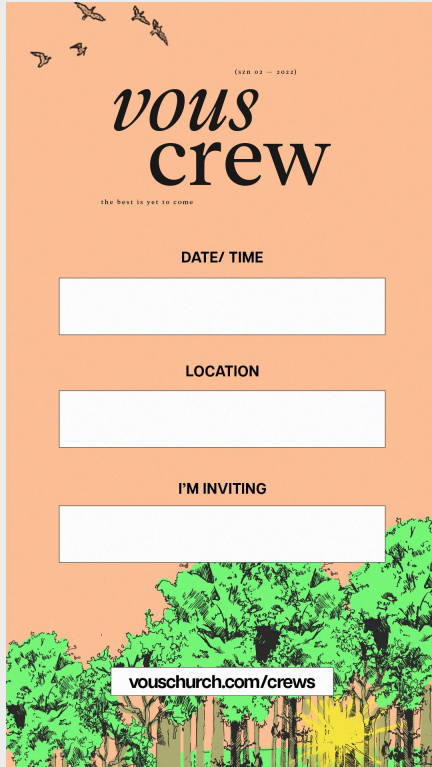 (szn 02 — 2022)
vous
crew
the best is yet to come
DATE/ TIME
LOCATION
I'M INVITING
vouschurch.com/crews